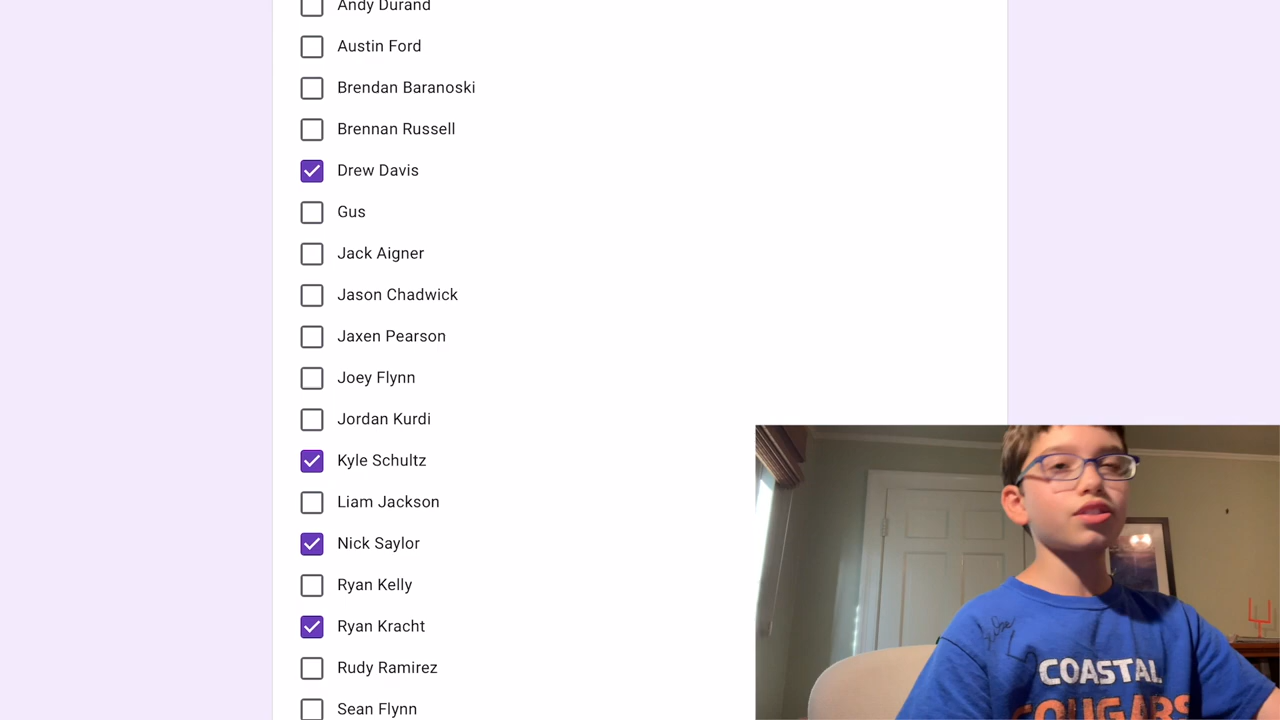 Andy Durand
Austin Ford
Brendan Baranoski
Brennan Russell
Drew Davis
Gus
Jack Aigner
Jason Chadwick
Jaxen Pearson
Joey Flynn
Jordan Kurdi
Kyle Schultz
Liam Jackson
Nick Saylor
Ryan Kelly
Ryan Kracht
Rudy Ramirez
Sean Flynn
COASTAL
COUGARS